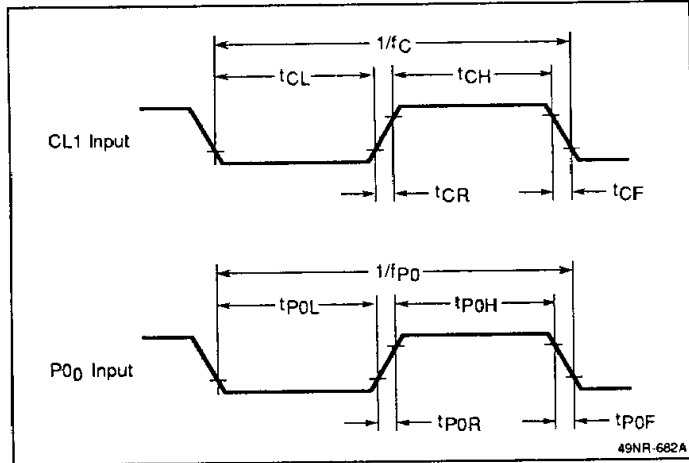 1/fC
tCL
tCH
CL1 Input
tCR
tCF
1/fP0
tP0L
tP0H
P00 Input
tP0R
tP0F
49NR-682A